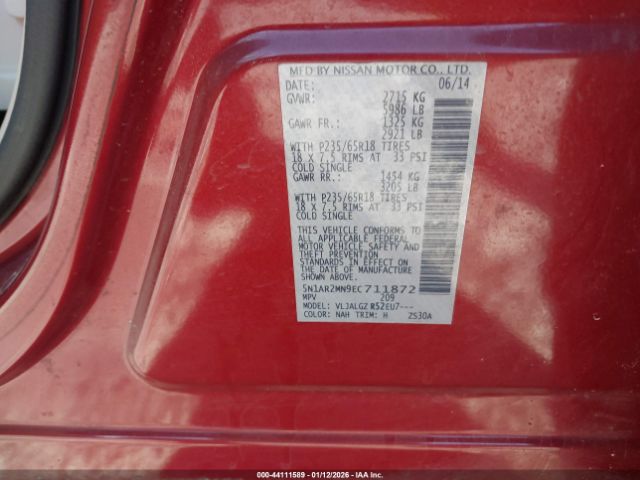 MFD BY NISSAN MOTOR CO., LTD.
DATE: 06/14
GVWR: 2715 KG
5986 LB
GAWR FR.: 1325 KG
2921 LB
WITH P235/65R18 TIRES
18 X 7.5 RIMS AT 33 PSI
COLD SINGLE
GAWR RR.: 1454 KG
3205 LB
WITH P235/65R18 TIRES
18 X 7.5 RIMS AT 33 PSI
COLD SINGLE
THIS VEHICLE CONFORMS TO
ALL APPLICABLE FEDERAL
MOTOR VEHICLE SAFETY AND
THEFT PREVENTION
STANDARDS IN EFFECT ON
THE DATE OF MANUFACTURE
SHOWN ABOVE.
5N1AR2MN9EC711872
MPV 209
MODEL: VLJALGZ R52EU7---
COLOR: NAH TRIM: H ZS30A
000-44111589 - 01/12/2026 - IAA Inc.